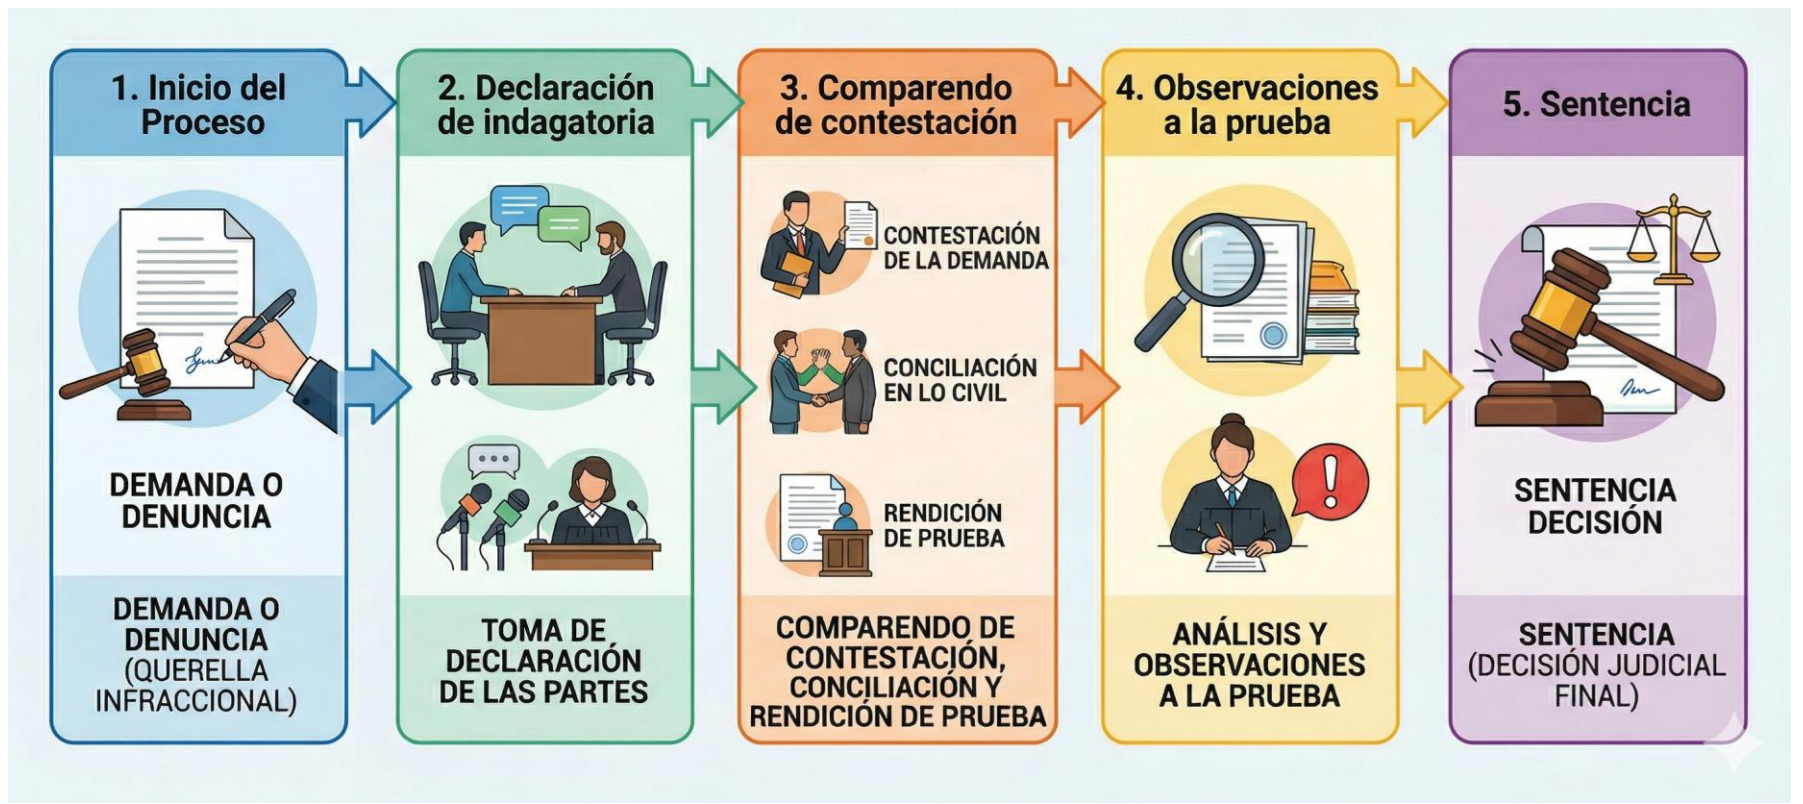 1. Inicio del
Proceso
DEMANDA O
DENUNCIA
DEMANDA O
DENUNCIA
(QUERELLA
INFRACCIONAL)
2. Declaración
de indagatoria
TOMA DE
DECLARACIÓN
DE LAS PARTES
3. Comparendo
de contestación
CONTESTACIÓN
DE LA DEMANDA
CONCILIACIÓN
EN LO CIVIL
RENDICIÓN
DE PRUEBA
COMPARENDO DE
CONTESTACIÓN,
CONCILIACIÓN Y
RENDICIÓN DE PRUEBA
4. Observaciones
a la prueba
ANÁLISIS Y
OBSERVACIONES
A LA PRUEBA
5. Sentencia
SENTENCIA
DECISIÓN
SENTENCIA
(DECISIÓN JUDICIAL
FINAL)